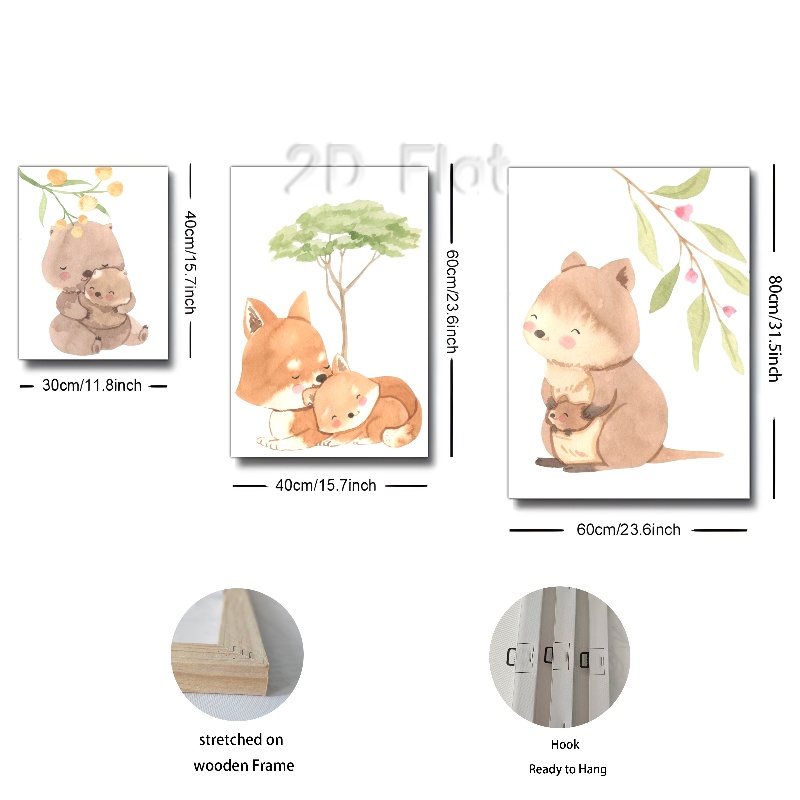 2D Flat
40cm/15.7inch
30cm/11.8inch
60cm/23.6inch
40cm/15.7inch
80cm/31.5inch
60cm/23.6inch
stretched on
wooden Frame
Hook
Ready to Hang